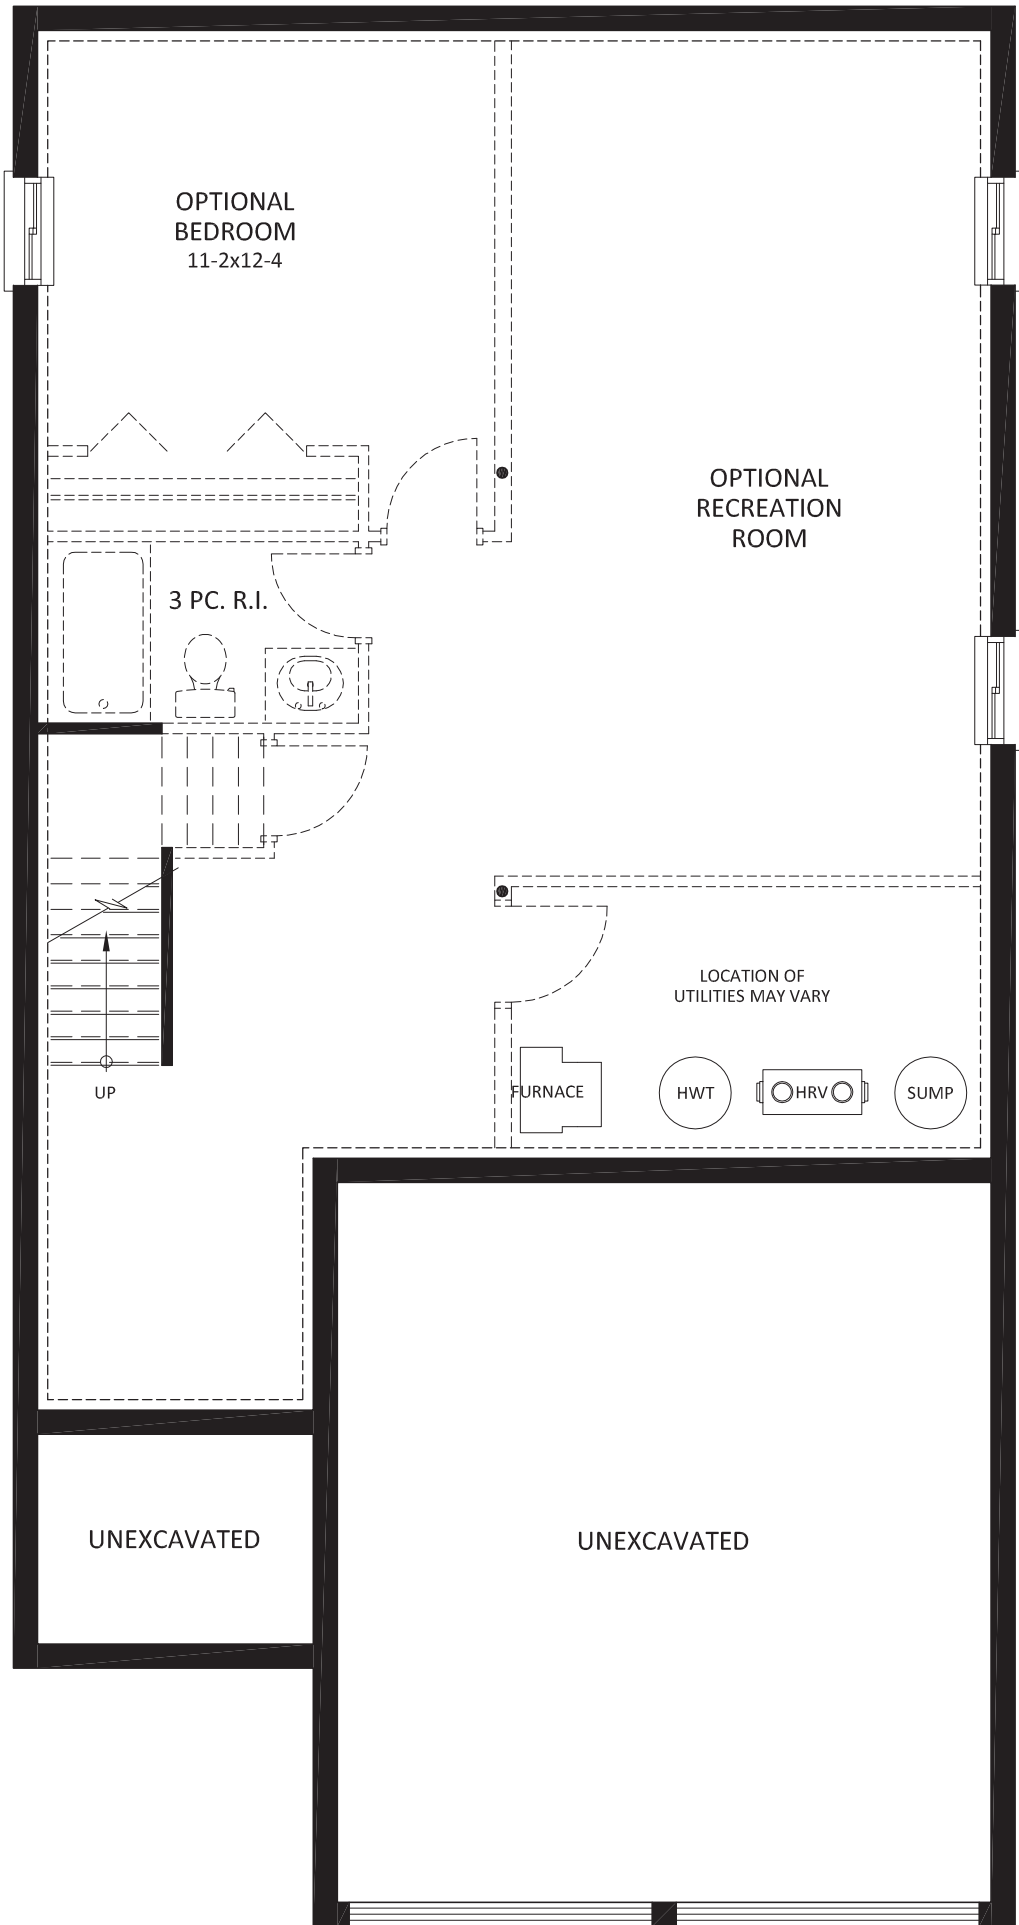 OPTIONAL
BEDROOM
11-2x12-4
OPTIONAL
RECREATION
ROOM
3 PC. R.I.
LOCATION OF
UTILITIES MAY VARY
UP
FURNACE
HWT
HRV
SUMP
UNEXCAVATED
UNEXCAVATED